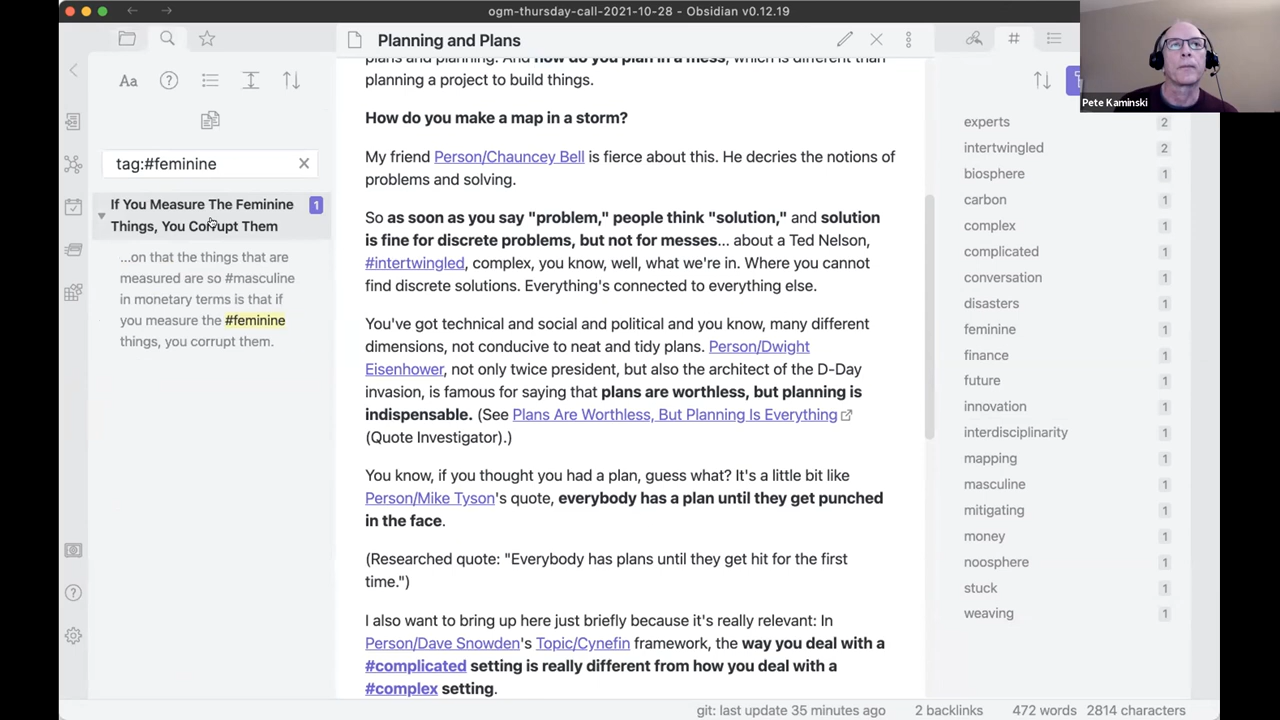 ogm-thursday-call-2021-10-28 - Obsidian v0.12.19
Planning and Plans
Pete Kaminski
Aa
tag:#feminine
If You Measure The Feminine
Things, You Corrupt Them
1
...on that the things that are
measured are so #masculine
in monetary terms is that if
you measure the #feminine
things, you corrupt them.
plans and planning. And how do you plan in a mess, which is different than
planning a project to build things.
How do you make a map in a storm?
My friend Person/Chauncey Bell is fierce about this. He decries the notions of
problems and solving.
So as soon as you say "problem," people think "solution," and solution
is fine for discrete problems, but not for messes... about a Ted Nelson,
#intertwingled, complex, you know, well, what we're in. Where you cannot
find discrete solutions. Everything's connected to everything else.
You've got technical and social and political and you know, many different
dimensions, not conducive to neat and tidy plans. Person/Dwight
Eisenhower, not only twice president, but also the architect of the D-Day
invasion, is famous for saying that plans are worthless, but planning is
indispensable. (See Plans Are Worthless, But Planning Is Everything
(Quote Investigator).)
You know, if you thought you had a plan, guess what? It's a little bit like
Person/Mike Tyson's quote, everybody has a plan until they get punched
in the face.
(Researched quote: "Everybody has plans until they get hit for the first
time.")
I also want to bring up here just briefly because it's really relevant: In
Person/Dave Snowden's Topic/Cynefin framework, the way you deal with a
#complicated setting is really different from how you deal with a
#complex setting.
experts 2
intertwingled 2
biosphere 1
carbon 1
complex 1
complicated 1
conversation 1
disasters 1
feminine 1
finance 1
future 1
innovation 1
interdisciplinarity 1
mapping 1
masculine 1
mitigating 1
money 1
noosphere 1
stuck 1
weaving 1
git: last update 35 minutes ago 2 backlinks 472 words 2814 characters